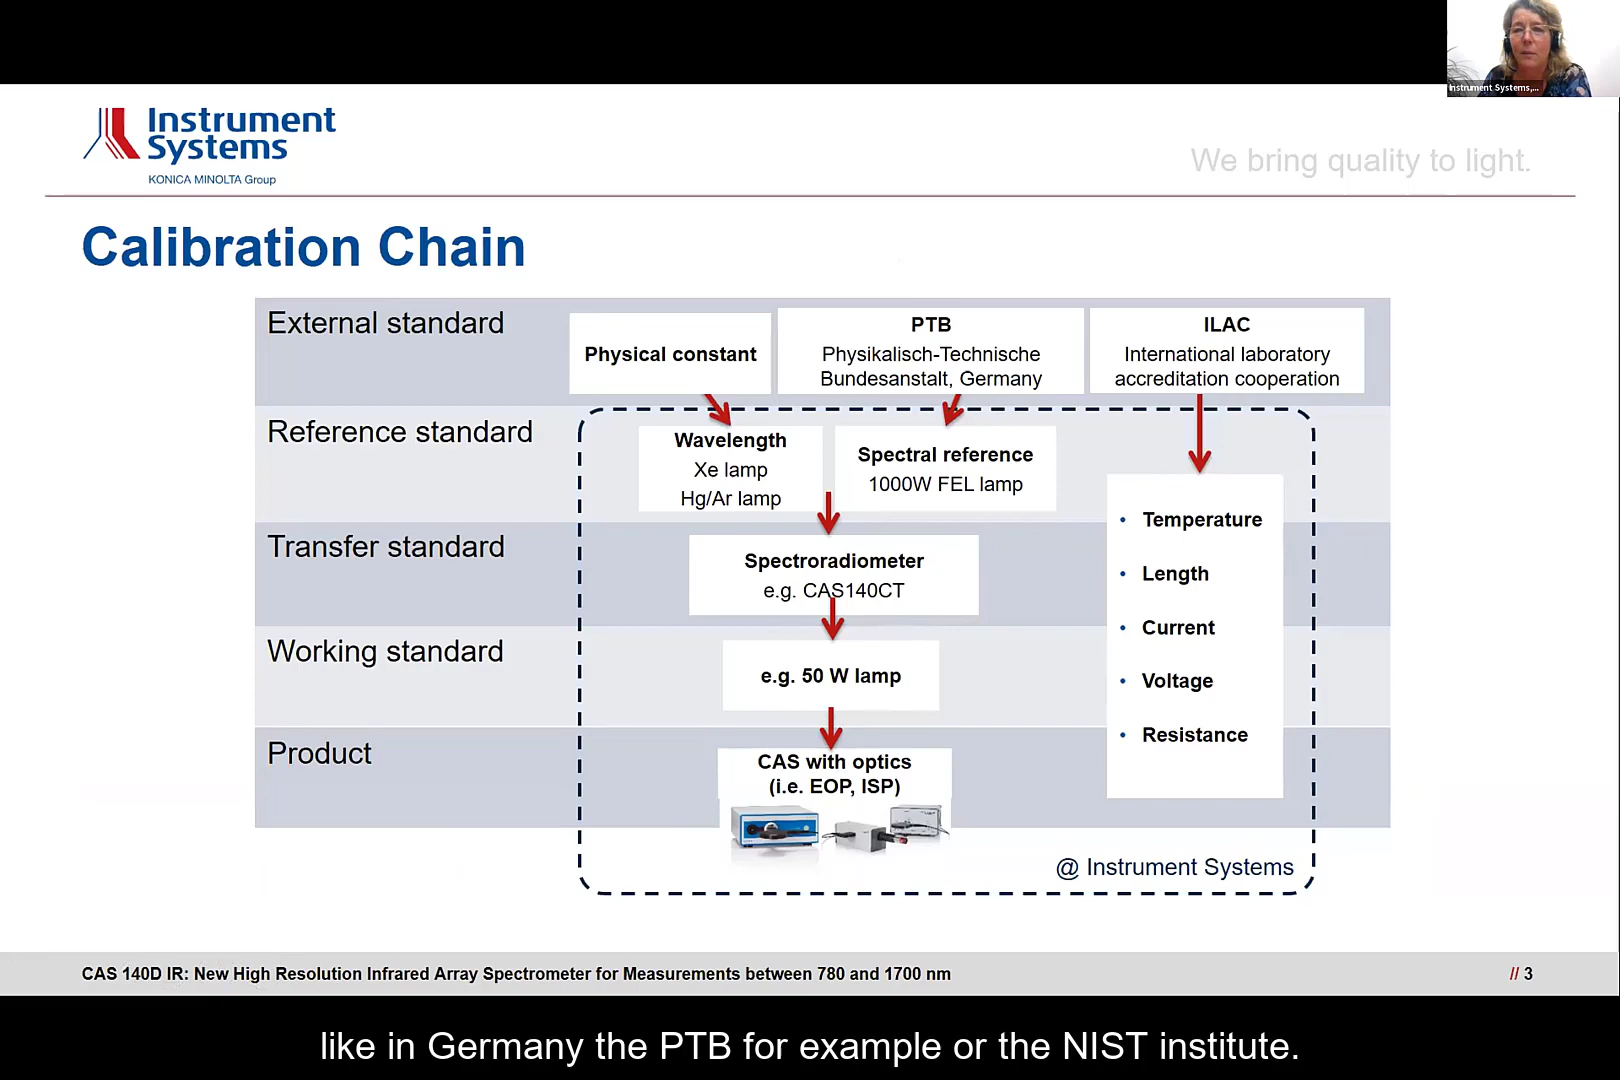 Instrument Systems,...
Instrument
Systems
KONICA MINOLTA Group
We bring quality to light.
Calibration Chain
External standard
Physical constant
PTB
Physikalisch-Technische
Bundesanstalt, Germany
ILAC
International laboratory
accreditation cooperation
Reference standard
Wavelength
Xe lamp
Hg/Ar lamp
Spectral reference
1000W FEL lamp
Transfer standard
Spectroradiometer
e.g. CAS140CT
Working standard
e.g. 50 W lamp
Product
CAS with optics
(i.e. EOP, ISP)
• Temperature
• Length
• Current
• Voltage
• Resistance
@ Instrument Systems
CAS 140D IR: New High Resolution Infrared Array Spectrometer for Measurements between 780 and 1700 nm
// 3
like in Germany the PTB for example or the NIST institute.